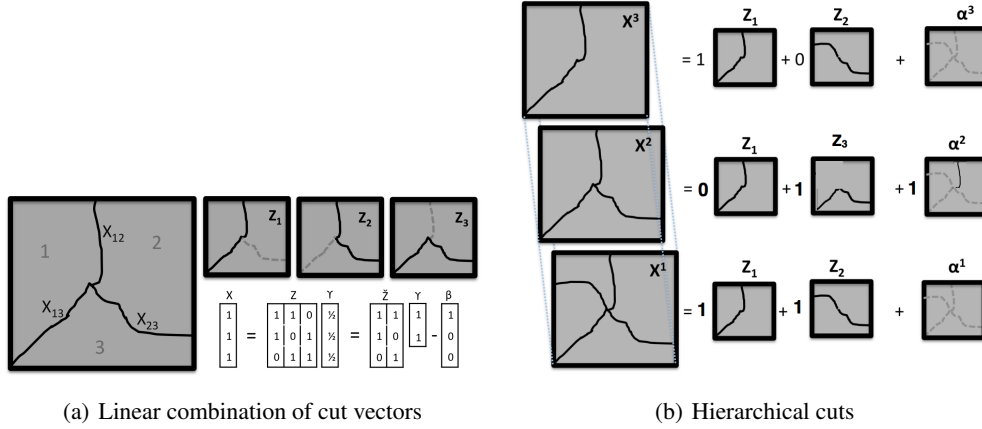 X₁₂
1
2
X₁₃
X₂₃
3
Z₁
Z₂
Z₃
X Z γ Ž γ β
1 1 1 0 ½ 1 1 1 1
1 = 1 0 1 ½ = 1 0 1 - 0
1 0 1 1 ½ 0 1 0
(a) Linear combination of cut vectors
X³ = 1 Z₁ + 0 Z₂ + α³
X² = 0 Z₁ + 1 Z₃ + 1 α²
X¹ = 1 Z₁ + 1 Z₂ + α¹
(b) Hierarchical cuts